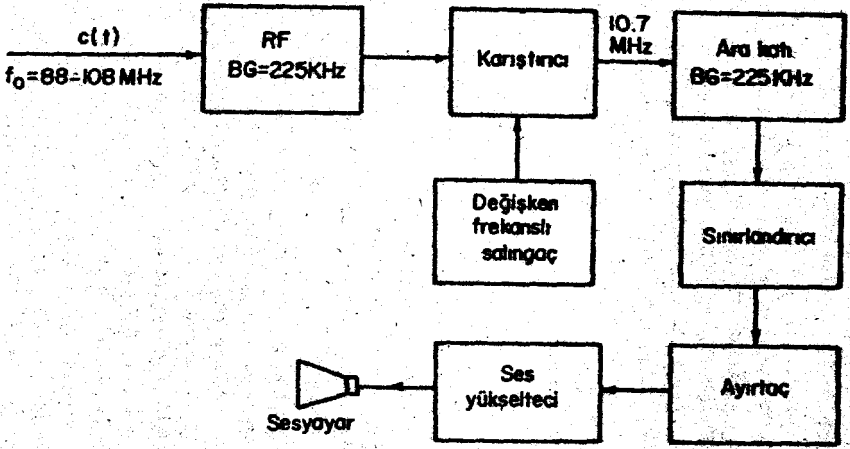 c(t)
f₀=88-108 MHz
RF
BG=225KHz
Karıştırıcı
10.7
MHz
Ara katı
BG=225KHz
Değişken
frekanslı
salıngaç
Sınırlandırıcı
Ayırtaç
Ses
yükselteci
Sesyayar